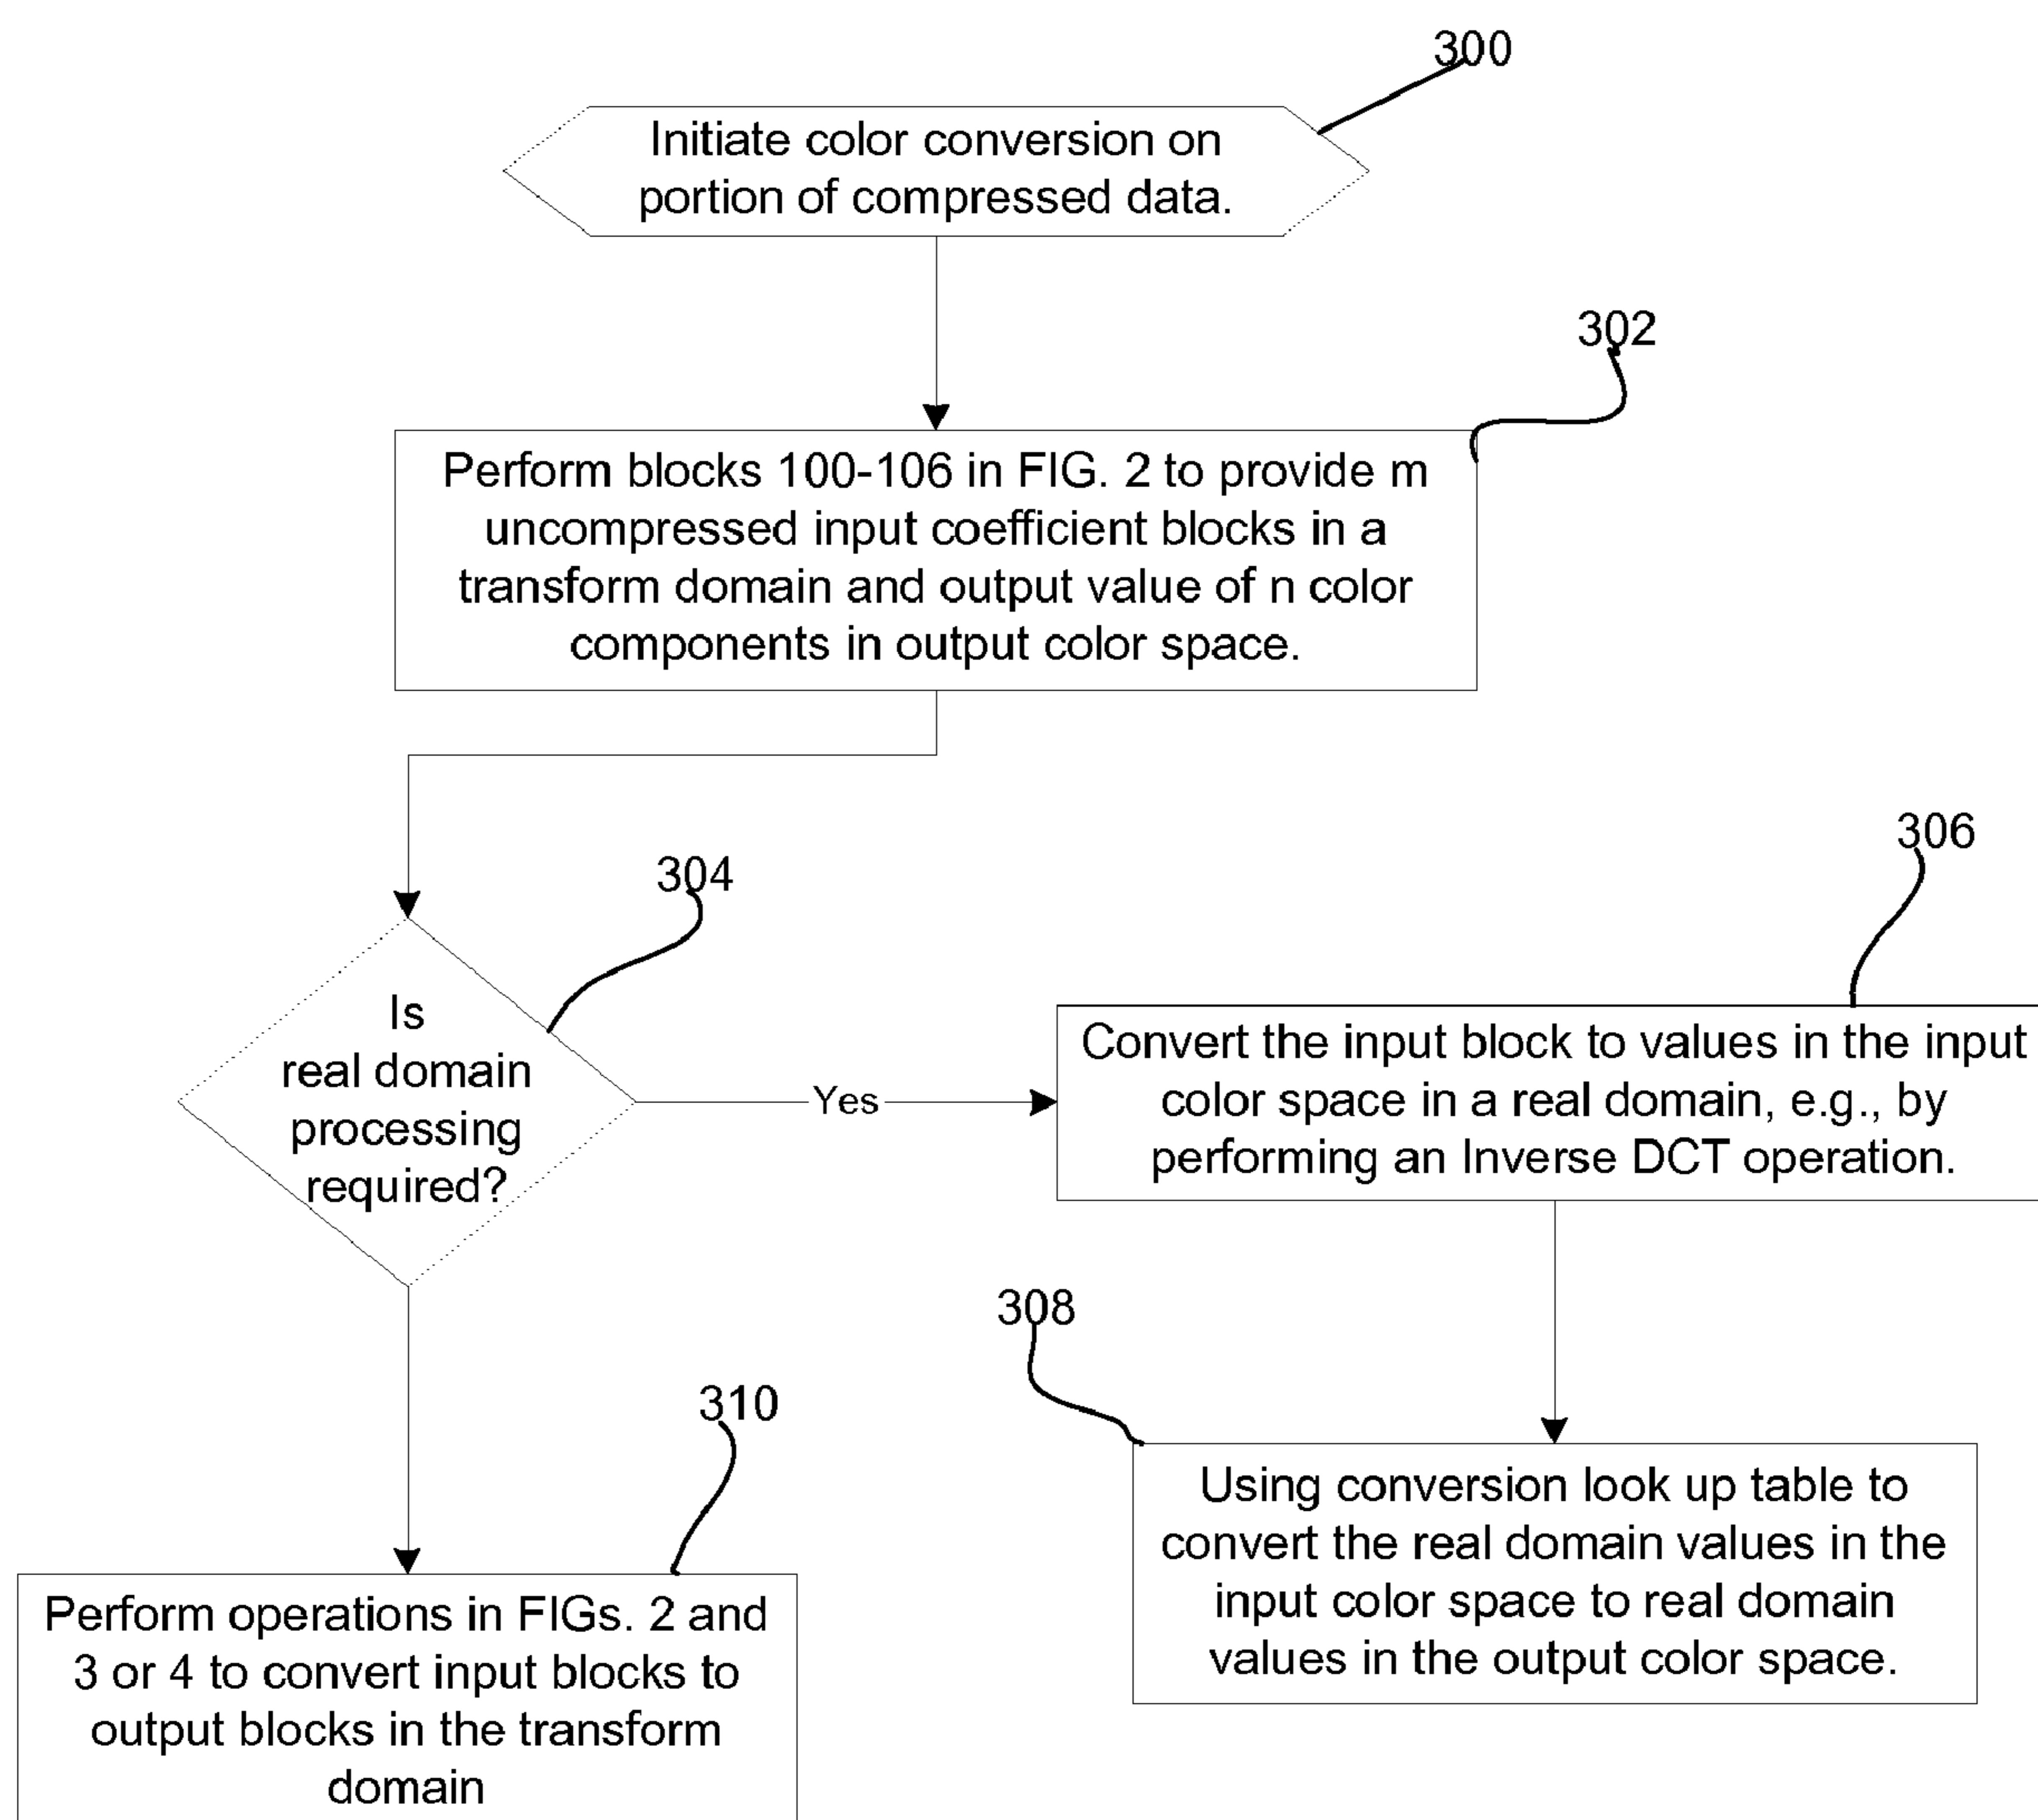 300
Initiate color conversion on
portion of compressed data.
302
Perform blocks 100-106 in FIG. 2 to provide m
uncompressed input coefficient blocks in a
transform domain and output value of n color
components in output color space.
304
Is
real domain
processing
required?
Yes
306
Convert the input block to values in the input
color space in a real domain, e.g., by
performing an Inverse DCT operation.
308
Using conversion look up table to
convert the real domain values in the
input color space to real domain
values in the output color space.
310
Perform operations in FIGs. 2 and
3 or 4 to convert input blocks to
output blocks in the transform
domain